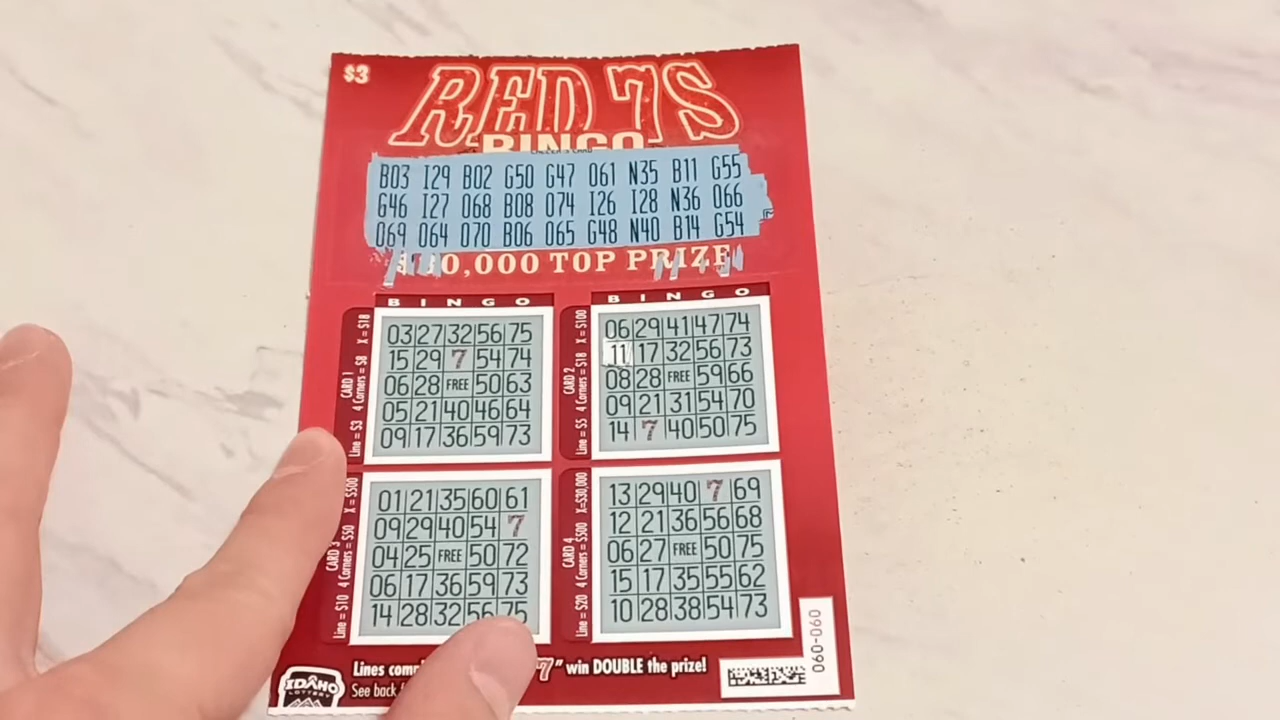 $3
RED 7S
BINGO
B03 I29 B02 G50 G47 O61 N35 B11 G55
G46 I27 O68 B08 O74 I26 I28 N36 O66
O69 O64 O70 B06 O65 G48 N40 B14 G54
0,000 TOP PRIZE
BINGO
CARD 1
Line = $3 4 Corners = $8 X = $18
03 27 32 56 75
15 29 7 54 74
06 28 FREE 50 63
05 21 40 46 64
09 17 36 59 73
BINGO
CARD 2
Line = $5 4 Corners = $18 X = $100
06 29 41 47 74
11 17 32 56 73
08 28 FREE 59 66
09 21 31 54 70
14 7 40 50 75
CARD 3
Line = $10 4 Corners = $50 X = $500
01 21 35 60 61
09 29 40 54 7
04 25 FREE 50 72
06 17 36 59 73
14 28 32 56 75
CARD 4
Line = $20 4 Corners = $500 X=$30,000
13 29 40 7 69
12 21 36 56 68
06 27 FREE 50 75
15 17 35 55 62
10 28 38 54 73
Lines 7" win DOUBLE the prize!
See back
IDAHO
LOTTERY
060-060